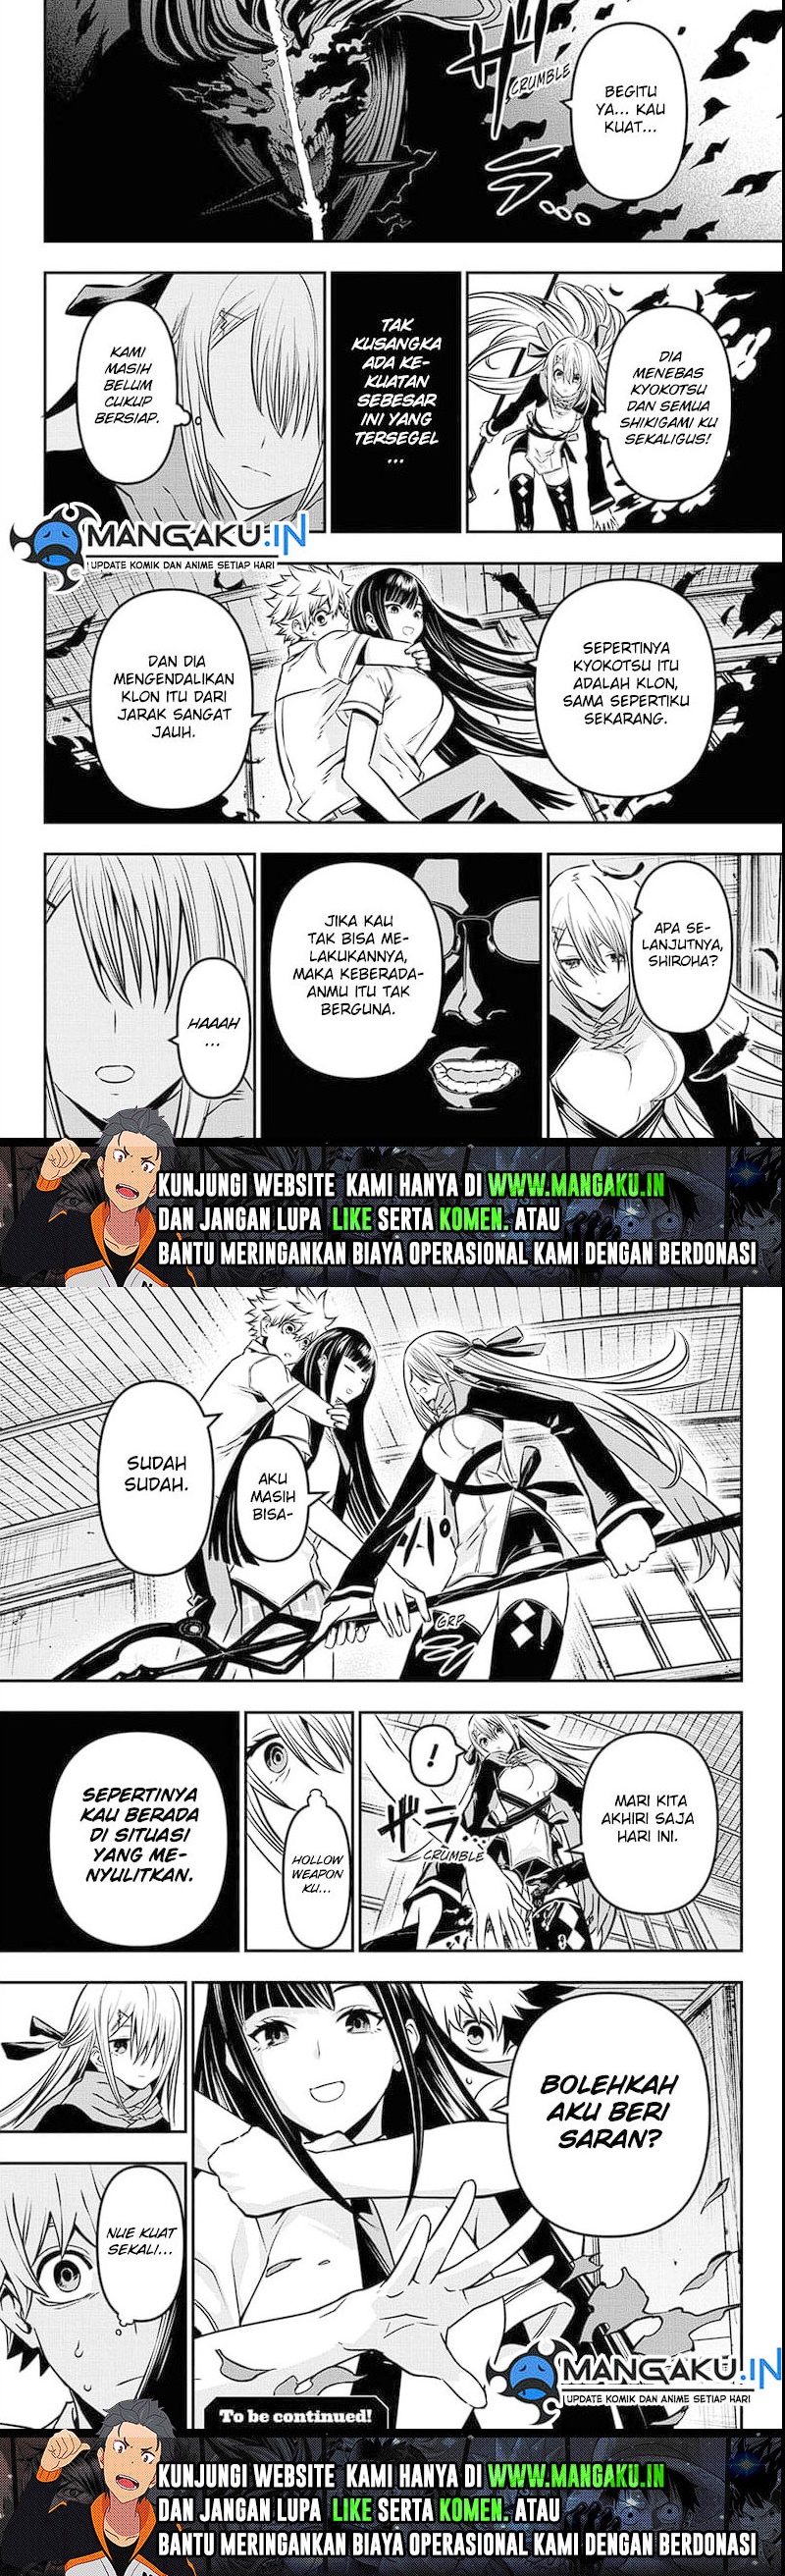 ザ
CRUMBLE
ラ...
BEGITU
YA... KAU
KUAT...
DIA
MENEBAS
KYOKOTSU
DAN SEMUA
SHIKIGAMI KU
SEKALIGUS!
TAK
KUSANGKA
ADA KE-
KUATAN
SEBESAR
INI YANG
TERSEGEL
...
KAMI
MASIH
BELUM
CUKUP
BERSIAP.
MANGAKU.IN
UPDATE KOMIK DAN ANIME SETIAP HARI
SEPERTINYA
KYOKOTSU ITU
ADALAH KLON,
SAMA SEPERTIKU
SEKARANG.
DAN DIA
MENGENDALIKAN
KLON ITU DARI
JARAK SANGAT
JAUH.
APA SE-
LANJUTNYA,
SHIROHA?
JIKA KAU
TAK BISA ME-
LAKUKANNYA,
MAKA KEBERADA-
ANMU ITU TAK
BERGUNA.
HAAAH
...
KUNJUNGI WEBSITE KAMI HANYA DI WWW.MANGAKU.IN
DAN JANGAN LUPA LIKE SERTA KOMEN. ATAU
BANTU MERINGANKAN BIAYA OPERASIONAL KAMI DENGAN BERDONASI
SUDAH
SUDAH.
AKU
MASIH
BISA-
GRP
MARI KITA
AKHIRI SAJA
HARI INI.
!
ザラ...
CRUMBLE
HOLLOW
WEAPON
KU...
SEPERTINYA
KAU BERADA
DI SITUASI
YANG ME-
NYULITKAN.
BOLEHKAH
AKU BERI
SARAN?
NUE KUAT
SEKALI...
MANGAKU.IN
UPDATE KOMIK DAN ANIME SETIAP HARI
To be continued!
KUNJUNGI WEBSITE KAMI HANYA DI WWW.MANGAKU.IN
DAN JANGAN LUPA LIKE SERTA KOMEN. ATAU
BANTU MERINGANKAN BIAYA OPERASIONAL KAMI DENGAN BERDONASI